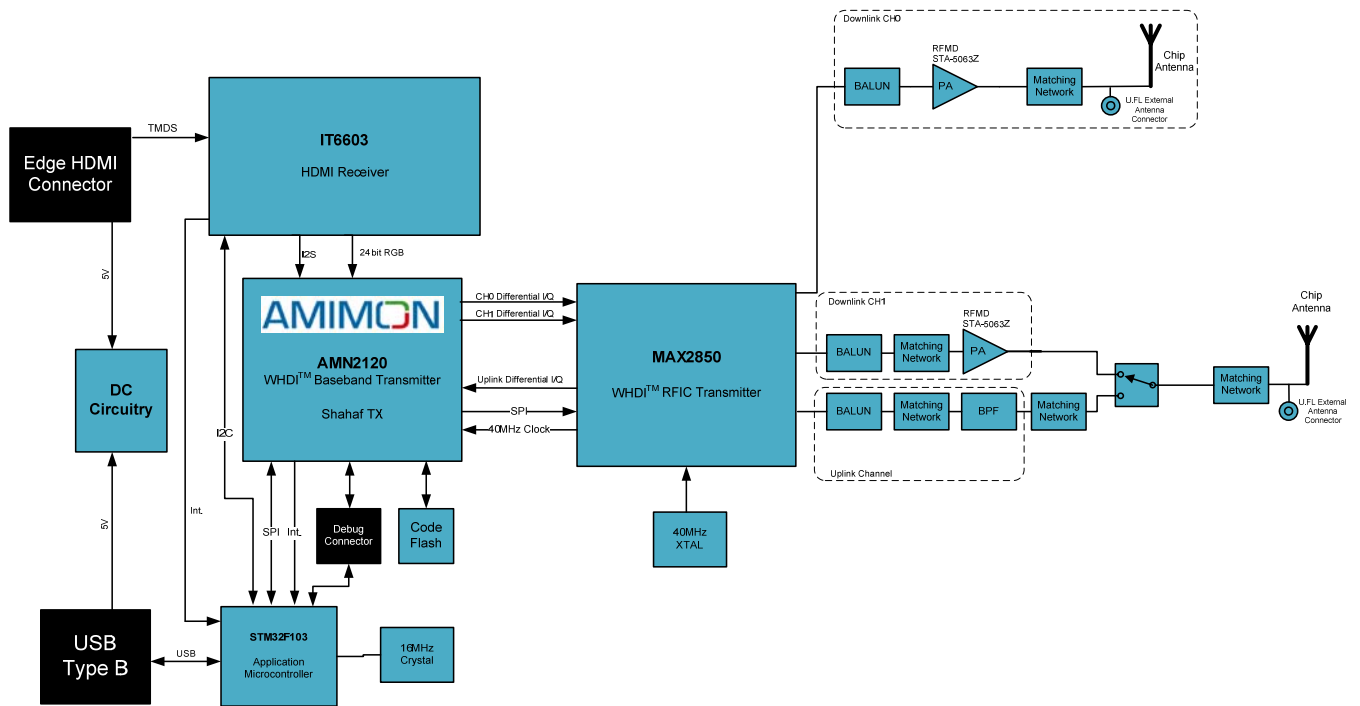 Downlink CH0
RFMD
STA-5063Z
BALUN
PA
Matching
Network
Chip
Antenna
U.FL External
Antenna
Connector
TMDS
Edge HDMI
Connector
IT6603
HDMI Receiver
5V
I2S
24bit RGB
AMIMON
AMN2120
WHDI™ Baseband Transmitter
Shahaf TX
CH0 Differential I/Q
CH1 Differential I/Q
Uplink Differential I/Q
SPI
40MHz Clock
MAX2850
WHDI™ RFIC Transmitter
Downlink CH1
RFMD
STA-5063Z
BALUN
Matching
Network
PA
BALUN
Matching
Network
BPF
Matching
Network
Uplink Channel
Matching
Network
Chip
Antenna
U.FL External
Antenna
Connector
DC
Circuitry
5V
I2C
Int.
SPI
Int.
Debug
Connector
Code
Flash
40MHz
XTAL
USB
Type B
USB
STM32F103
Application
Microcontroller
16MHz
Crystal